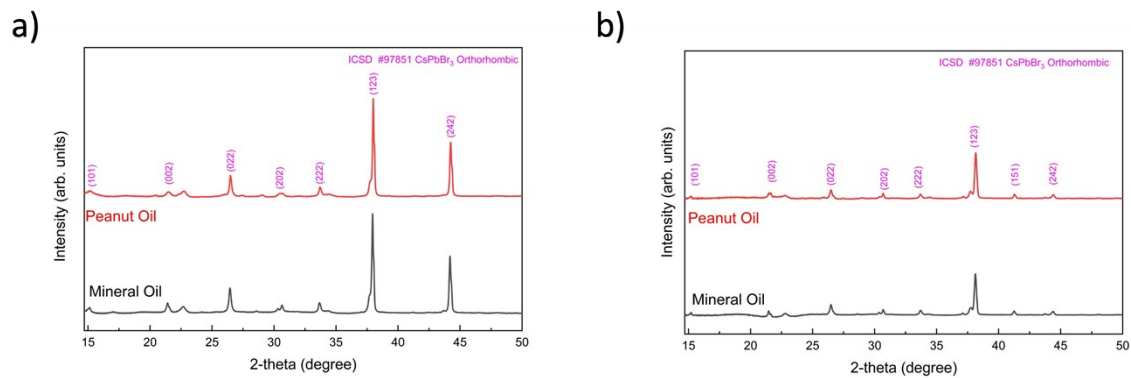 a)
ICSD #97851 CsPbBr₃ Orthorhombic
(101)
(002)
(022)
(202)
(222)
(123)
(242)
Peanut Oil
Mineral Oil
Intensity (arb. units)
15 20 25 30 35 40 45 50
2-theta (degree)
b)
ICSD #97851 CsPbBr₃ Orthorhombic
(101)
(002)
(022)
(202)
(222)
(123)
(151)
(242)
Peanut Oil
Mineral Oil
Intensity (arb. units)
15 20 25 30 35 40 45 50
2-theta (degree)